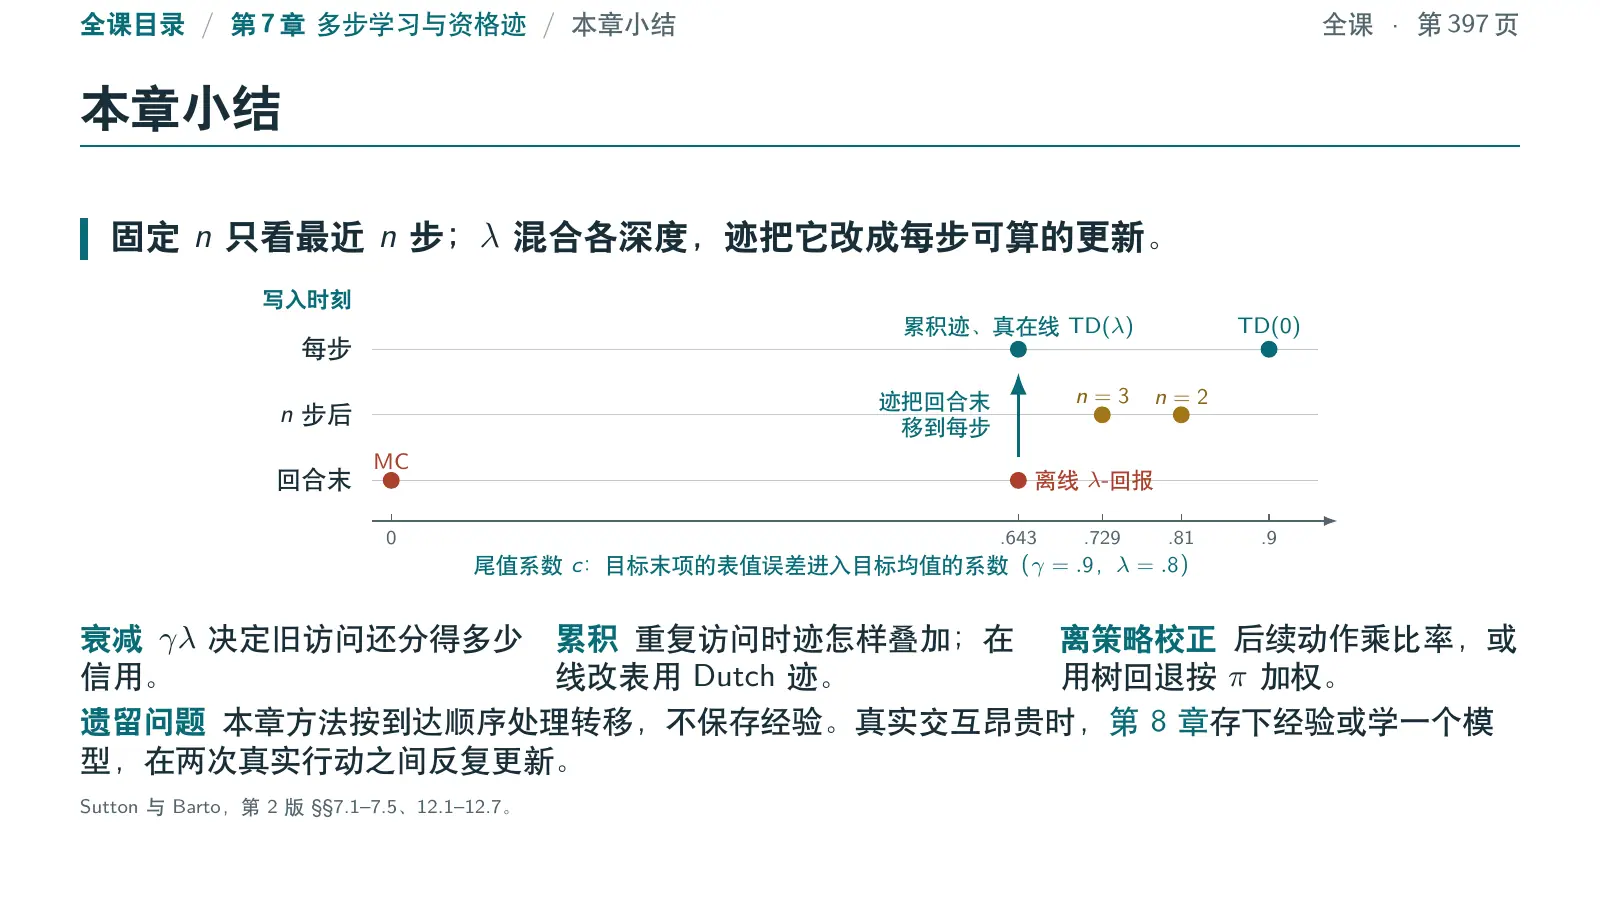 全课目录 / 第 7 章 多步学习与资格迹 / 本章小结
全课 · 第 397 页
本章小结
固定 n 只看最近 n 步；λ 混合各深度，迹把它改成每步可算的更新。
写入时刻
累积迹、真在线 TD(λ)
TD(0)
每步
迹把回合末
移到每步
n = 3
n = 2
n 步后
MC
回合末
离线 λ-回报
0
.643
.729
.81
.9
尾值系数 c：目标末项的表值误差进入目标均值的系数（γ = .9，λ = .8）
衰减 γλ 决定旧访问还分得多少
信用。
累积 重复访问时迹怎样叠加；在
线改表用 Dutch 迹。
离策略校正 后续动作乘比率，或
用树回退按 π 加权。
遗留问题 本章方法按到达顺序处理转移，不保存经验。真实交互昂贵时，第 8 章存下经验或学一个模
型，在两次真实行动之间反复更新。
Sutton 与 Barto，第 2 版 §§7.1–7.5、12.1–12.7。